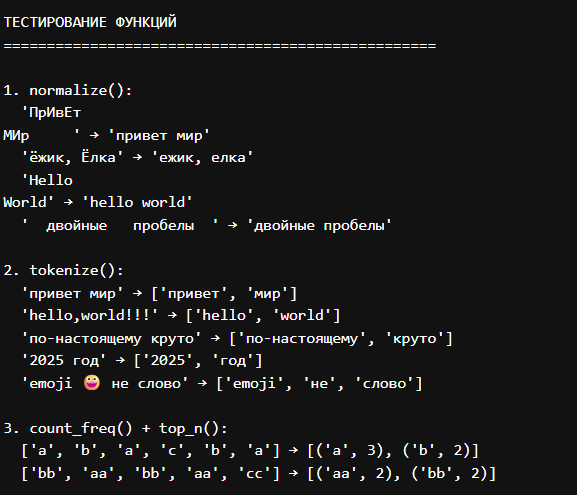 ТЕСТИРОВАНИЕ ФУНКЦИЙ
==================================================
1. normalize():
  'ПрИвЕт
МИр     ' → 'привет мир'
  'ёжик, Ёлка' → 'ежик, елка'
  'Hello
World' → 'hello world'
  '  двойные   пробелы  ' → 'двойные пробелы'
2. tokenize():
  'привет мир' → ['привет', 'мир']
  'hello,world!!!' → ['hello', 'world']
  'по-настоящему круто' → ['по-настоящему', 'круто']
  '2025 год' → ['2025', 'год']
  'emoji 😀 не слово' → ['emoji', 'не', 'слово']
3. count_freq() + top_n():
  ['a', 'b', 'a', 'c', 'b', 'a'] → [('a', 3), ('b', 2)]
  ['bb', 'aa', 'bb', 'aa', 'cc'] → [('aa', 2), ('bb', 2)]